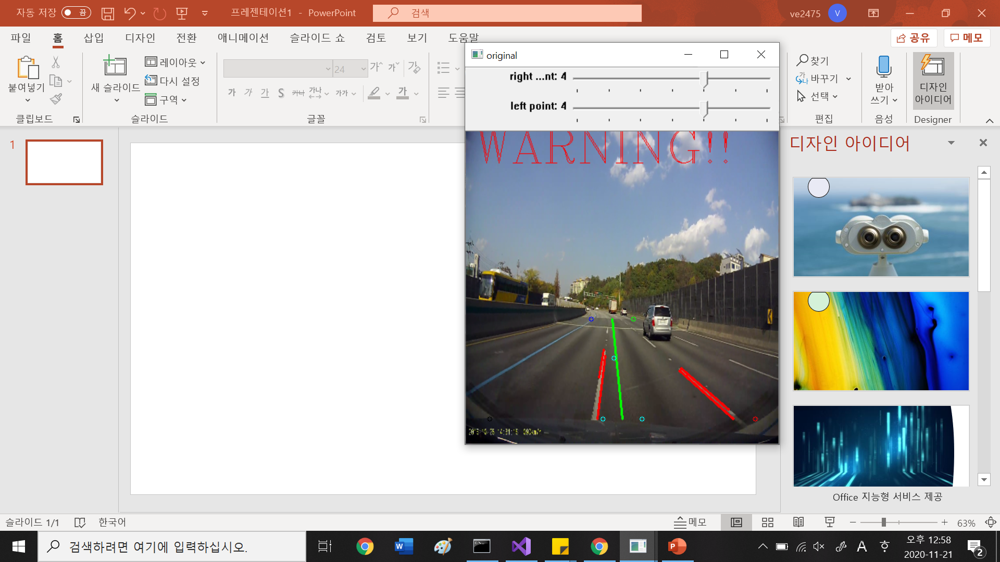 자동 저장 끔
프레젠테이션1 - PowerPoint
검색
ve2475
V
파일 홈 삽입 디자인 전환 애니메이션 슬라이드 쇼 검토 보기 도움말
공유 메모
붙여넣기
클립보드
새 슬라이드
레이아웃
다시 설정
구역
슬라이드
24
가 가
가 가 가 S 가나 가나 가가 가
글꼴
찾기
바꾸기
선택
편집
받아
쓰기
음성
디자인
아이디어
Designer
original
right ...nt: 4
left point: 4
WARNING!!
1
디자인 아이디어
Office 지능형 서비스 제공
슬라이드 1/1 한국어
메모
63%
검색하려면 여기에 입력하십시오.
A
오후 12:58
2020-11-21
2